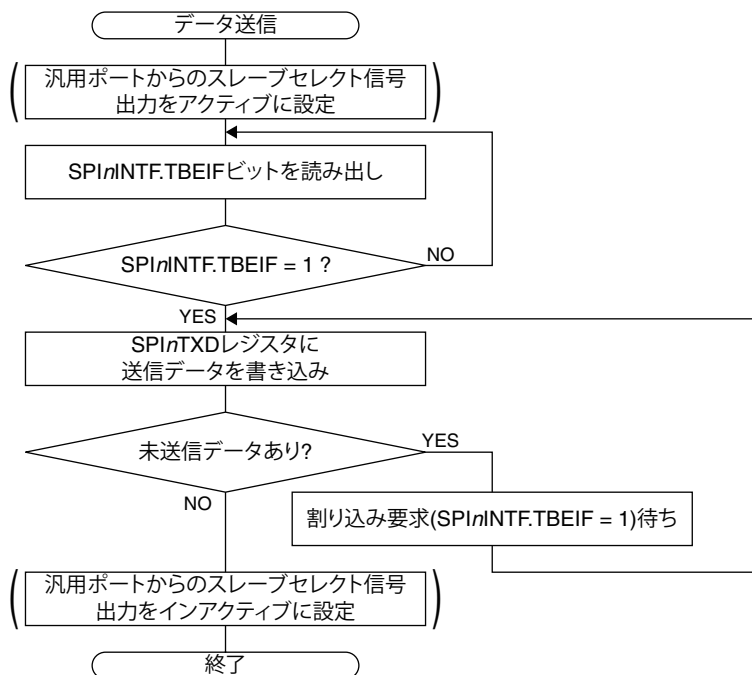 データ送信
汎用ポートからのスレーブセレクト信号
出力をアクティブに設定
SPInINTF.TBEIFビットを読み出し
SPInINTF.TBEIF = 1 ?
NO
YES
SPInTXDレジスタに
送信データを書き込み
未送信データあり?
YES
NO
割り込み要求(SPInINTF.TBEIF = 1)待ち
汎用ポートからのスレーブセレクト信号
出力をインアクティブに設定
終了